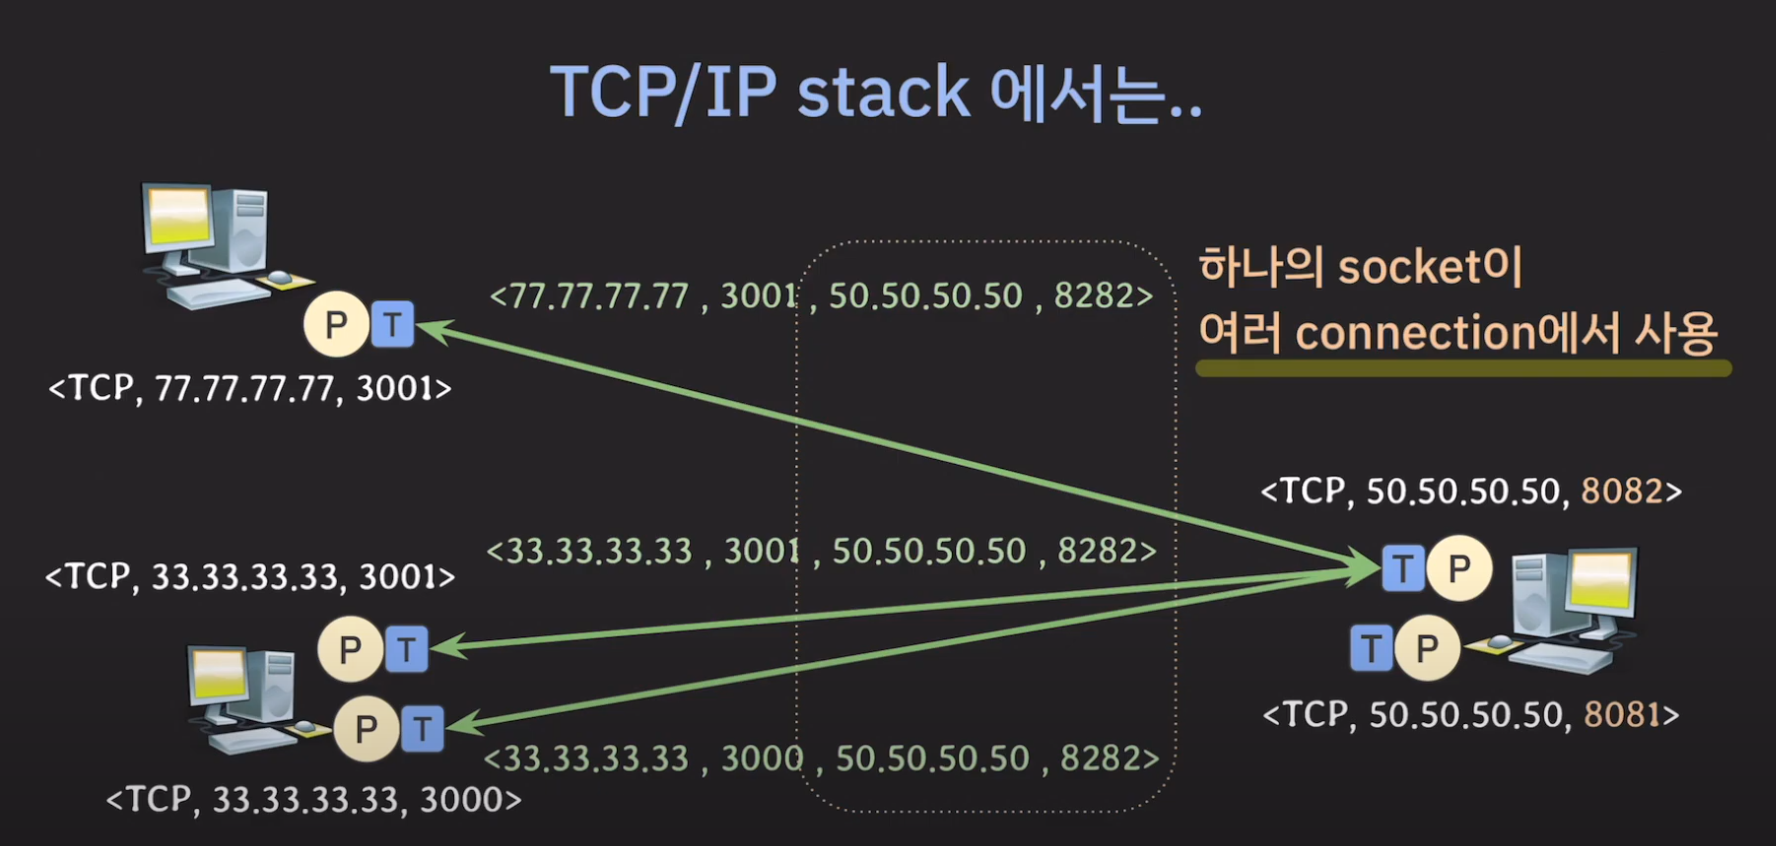 TCP/IP stack 에서는..
<77.77.77.77 , 3001 , 50.50.50.50 , 8282>
하나의 socket이
여러 connection에서 사용
P T
<TCP, 77.77.77.77, 3001>
<TCP, 50.50.50.50, 8082>
<33.33.33.33 , 3001 , 50.50.50.50 , 8282>
<TCP, 33.33.33.33, 3001>
T P
P T
T P
<TCP, 50.50.50.50, 8081>
P T
<33.33.33.33 , 3000 , 50.50.50.50 , 8282>
<TCP, 33.33.33.33, 3000>